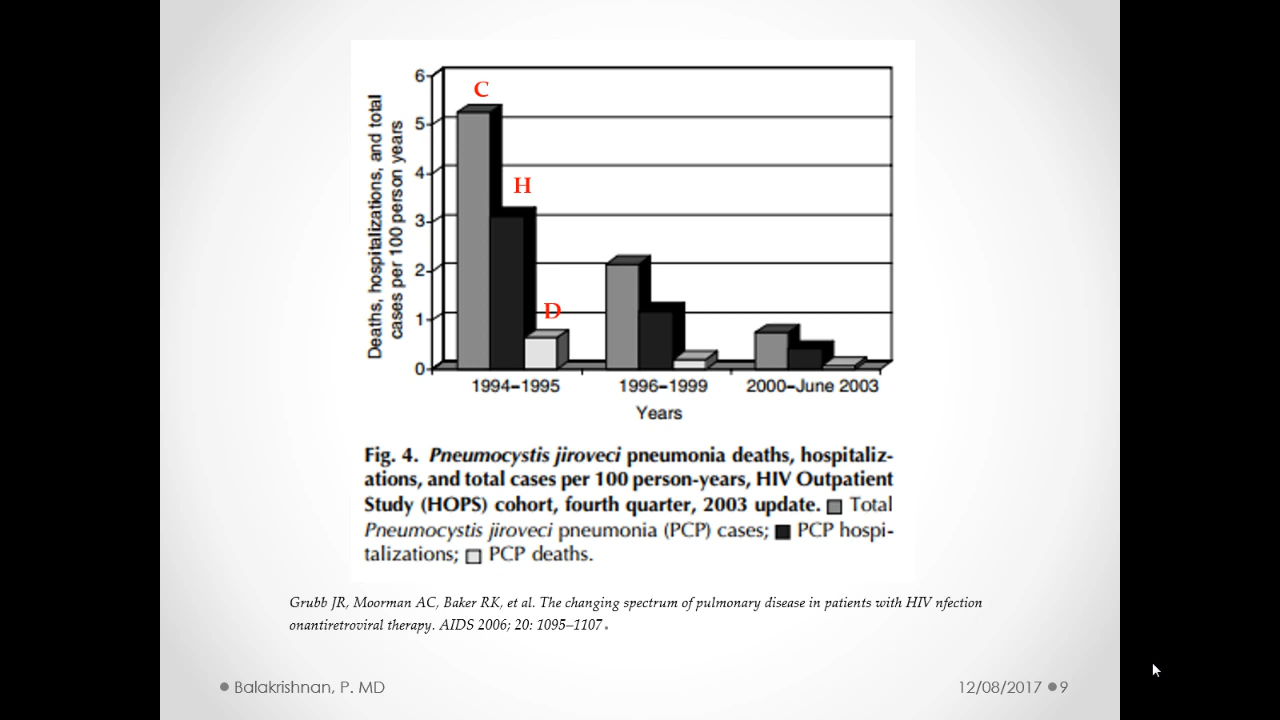 Deaths, hospitalizations, and total
cases per 100 person years
6
5
4
3
2
1
0
C
H
D
1994–1995
1996–1999
2000–June 2003
Years
Fig. 4. Pneumocystis jiroveci pneumonia deaths, hospitaliz-
ations, and total cases per 100 person-years, HIV Outpatient
Study (HOPS) cohort, fourth quarter, 2003 update. Total
Pneumocystis jiroveci pneumonia (PCP) cases; PCP hospi-
talizations; PCP deaths.
Grubb JR, Moorman AC, Baker RK, et al. The changing spectrum of pulmonary disease in patients with HIV nfection
onantiretroviral therapy. AIDS 2006; 20: 1095–1107 .
Balakrishnan, P. MD
12/08/2017 9